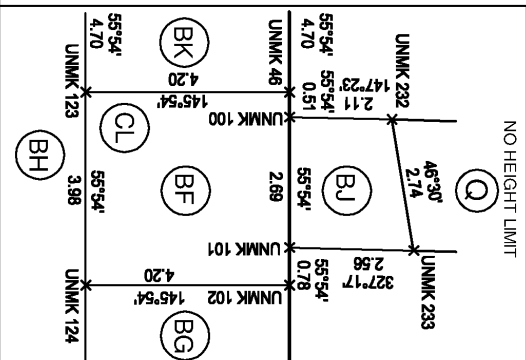 UNMK 123
55°54'
4.70
BK
4.20
145°54'
UNMK 46
55°54'
4.70
55°54'
0.51
147°23'
2.11
UNMK 232
NO HEIGHT LIMIT
UNMK 100
CL
BH
55°54'
3.98
BF
2.69
55°54'
BJ
46°30'
2.74
Q
UNMK 101
4.20
145°54'
UNMK 102
55°54'
0.78
327°17'
2.56
UNMK 233
UNMK 124
BG